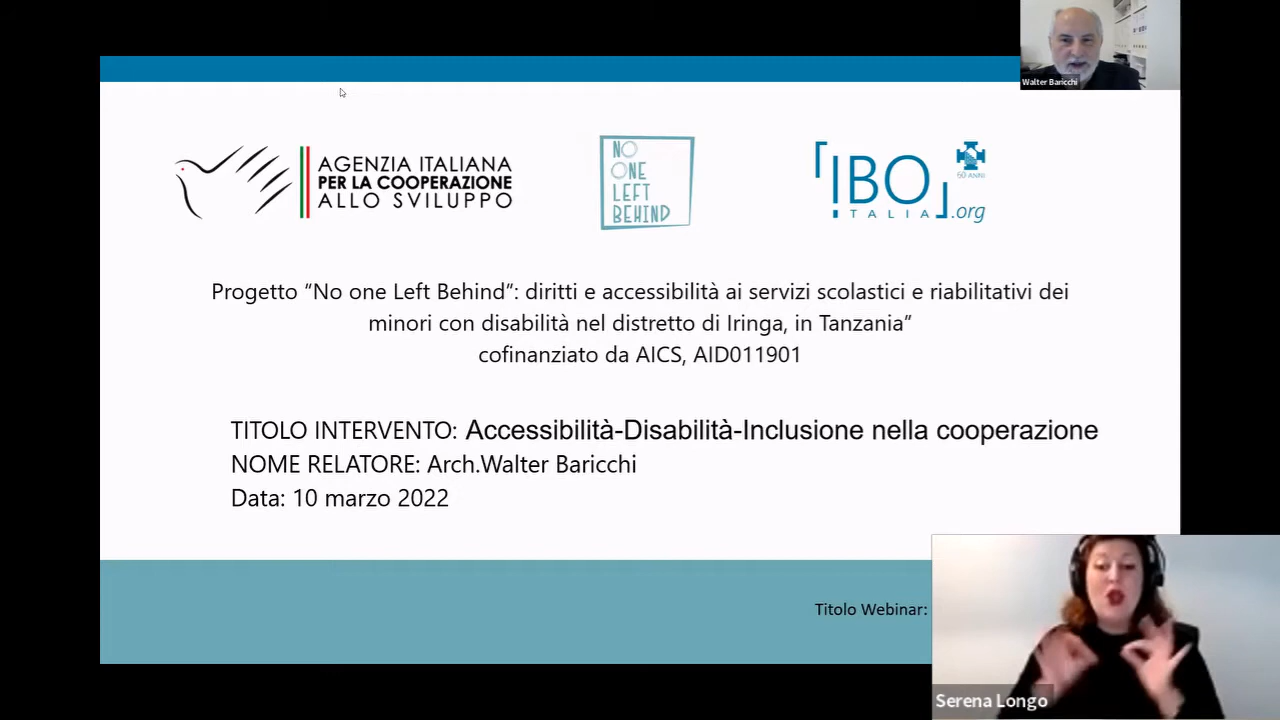 Walter Baricchi
AGENZIA ITALIANA
PER LA COOPERAZIONE
ALLO SVILUPPO
NO
ONE
LEFT
BEHIND
IBO
ITALIA
.org
60 ANNI
Progetto “No one Left Behind”: diritti e accessibilità ai servizi scolastici e riabilitativi dei
minori con disabilità nel distretto di Iringa, in Tanzania”
cofinanziato da AICS, AID011901
TITOLO INTERVENTO: Accessibilità-Disabilità-Inclusione nella cooperazione
NOME RELATORE: Arch.Walter Baricchi
Data: 10 marzo 2022
Titolo Webinar:
Serena Longo